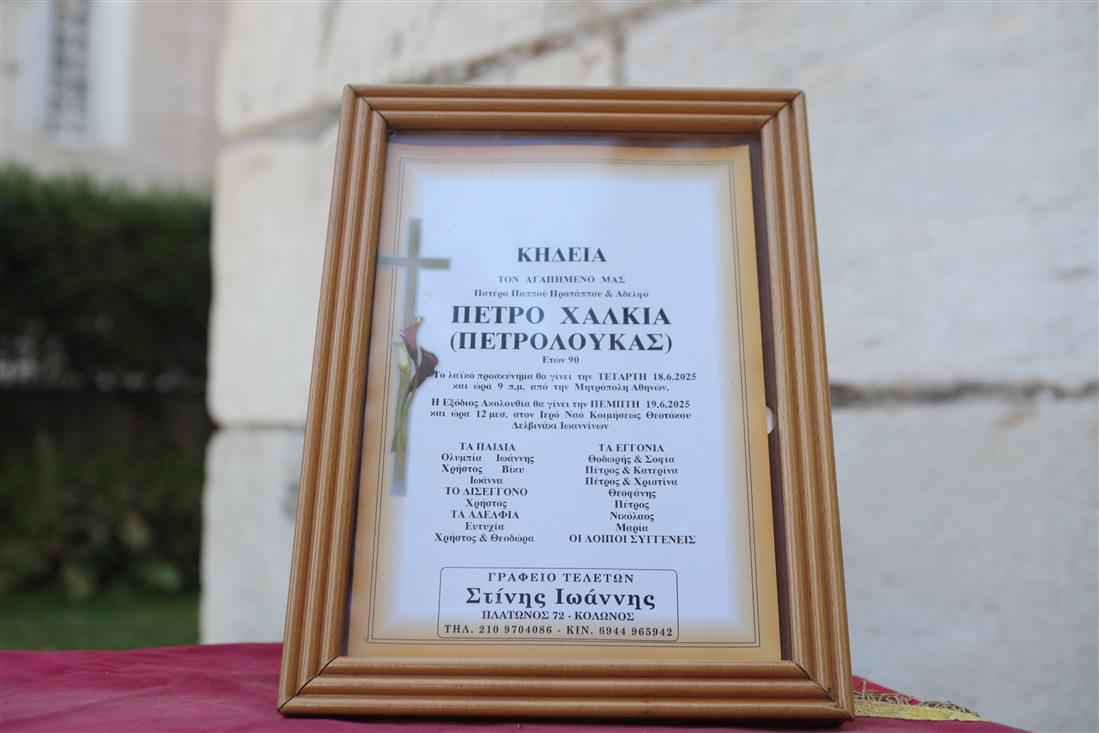 ΚΗΔΕΙΑ
ΤΟΝ ΑΓΑΠΗΜΕΝΟ ΜΑΣ
Πατέρα Παππού Προπάππου & Αδελφό
ΠΕΤΡΟ ΧΑΛΚΙΑ
(ΠΕΤΡΟΛΟΥΚΑΣ)
Ετών 90
Το λαϊκό προσκύνημα θα γίνει την ΤΕΤΑΡΤΗ 18.6.2025
και ώρα 9 π.μ. από την Μητρόπολη Αθηνών.
Η Εξόδιος Ακολουθία θα γίνει την ΠΕΜΠΤΗ 19.6.2025
και ώρα 12 μεσ. στον Ιερό Ναό Κοιμήσεως Θεοτόκου
Δελβινάκι Ιωαννίνων
ΤΑ ΠΑΙΔΙΑ
Ολυμπία Ιωάννης
Χρήστος Βίκυ
Ιωάννα
ΤΟ ΔΙΣΕΓΓΟΝΟ
Χρήστος
ΤΑ ΑΔΕΛΦΙΑ
Ευτυχία
Χρήστος & Θεοδώρα
ΤΑ ΕΓΓΟΝΙΑ
Θοδωρής & Σοφία
Πέτρος & Κατερίνα
Πέτρος & Χριστίνα
Θεοφάνης
Πέτρος
Νικόλαος
Μαρία
ΟΙ ΛΟΙΠΟΙ ΣΥΓΓΕΝΕΙΣ
ΓΡΑΦΕΙΟ ΤΕΛΕΤΩΝ
Στίνης Ιωάννης
ΠΛΑΤΩΝΟΣ 72 - ΚΟΛΩΝΟΣ
ΤΗΛ. 210 9704086 - ΚΙΝ. 6944 965942